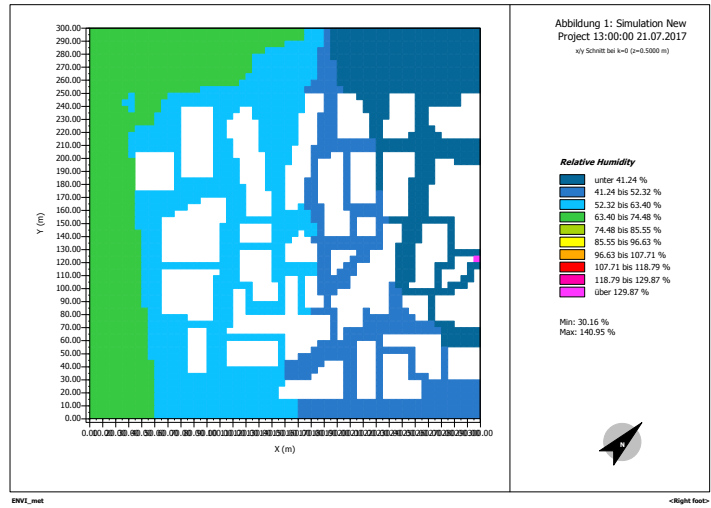 Abbildung 1: Simulation New
Project 13:00:00 21.07.2017
x/y Schnitt bei k=0 (z=0.5000 m)
300.00
290.00
280.00
270.00
260.00
250.00
240.00
230.00
220.00
210.00
200.00
190.00
180.00
170.00
160.00
150.00
140.00
130.00
120.00
110.00
100.00
90.00
80.00
70.00
60.00
50.00
40.00
30.00
20.00
10.00
0.00
Y (m)
X (m)
Relative Humidity
unter 41.24 %
41.24 bis 52.32 %
52.32 bis 63.40 %
63.40 bis 74.48 %
74.48 bis 85.55 %
85.55 bis 96.63 %
96.63 bis 107.71 %
107.71 bis 118.79 %
118.79 bis 129.87 %
über 129.87 %
Min: 30.16 %
Max: 140.95 %
N
ENVI_met
<Right foot>